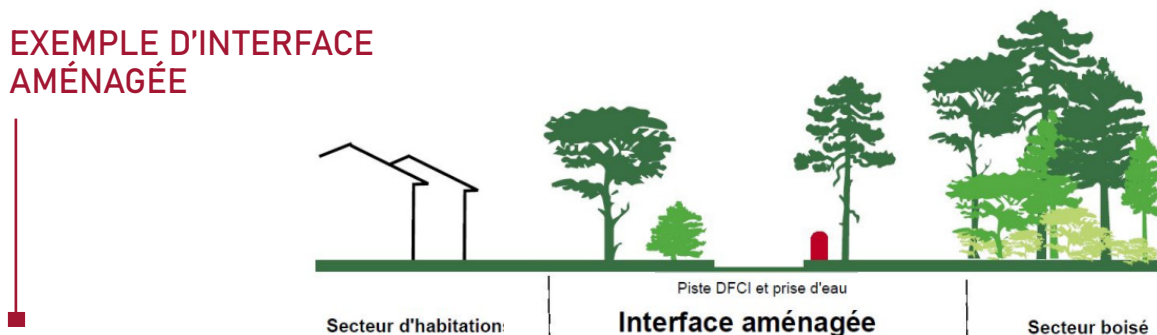 EXEMPLE D'INTERFACE
AMÉNAGÉE
Piste DFCI et prise d'eau
Secteur d'habitations
Interface aménagée
Secteur boisé